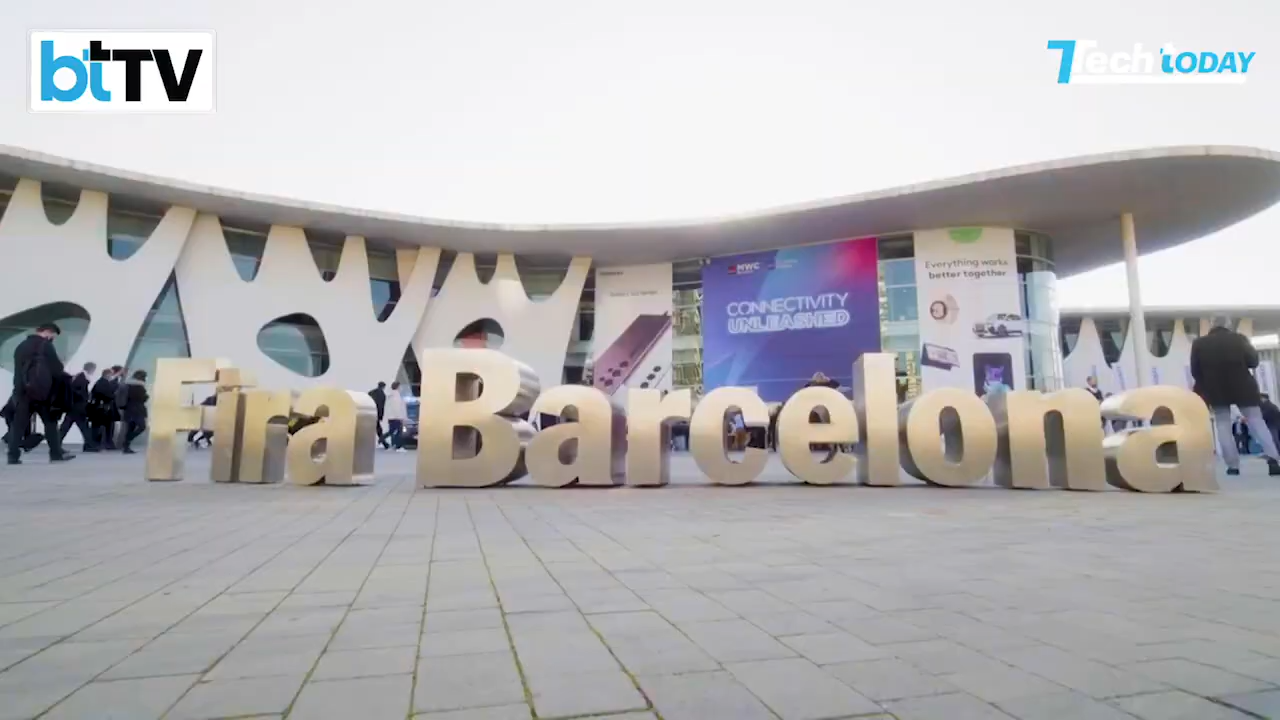 btTV
Tech TODAY
MWC
CONNECTIVITY
UNLEASHED
Everything works
better together
Fira Barcelona